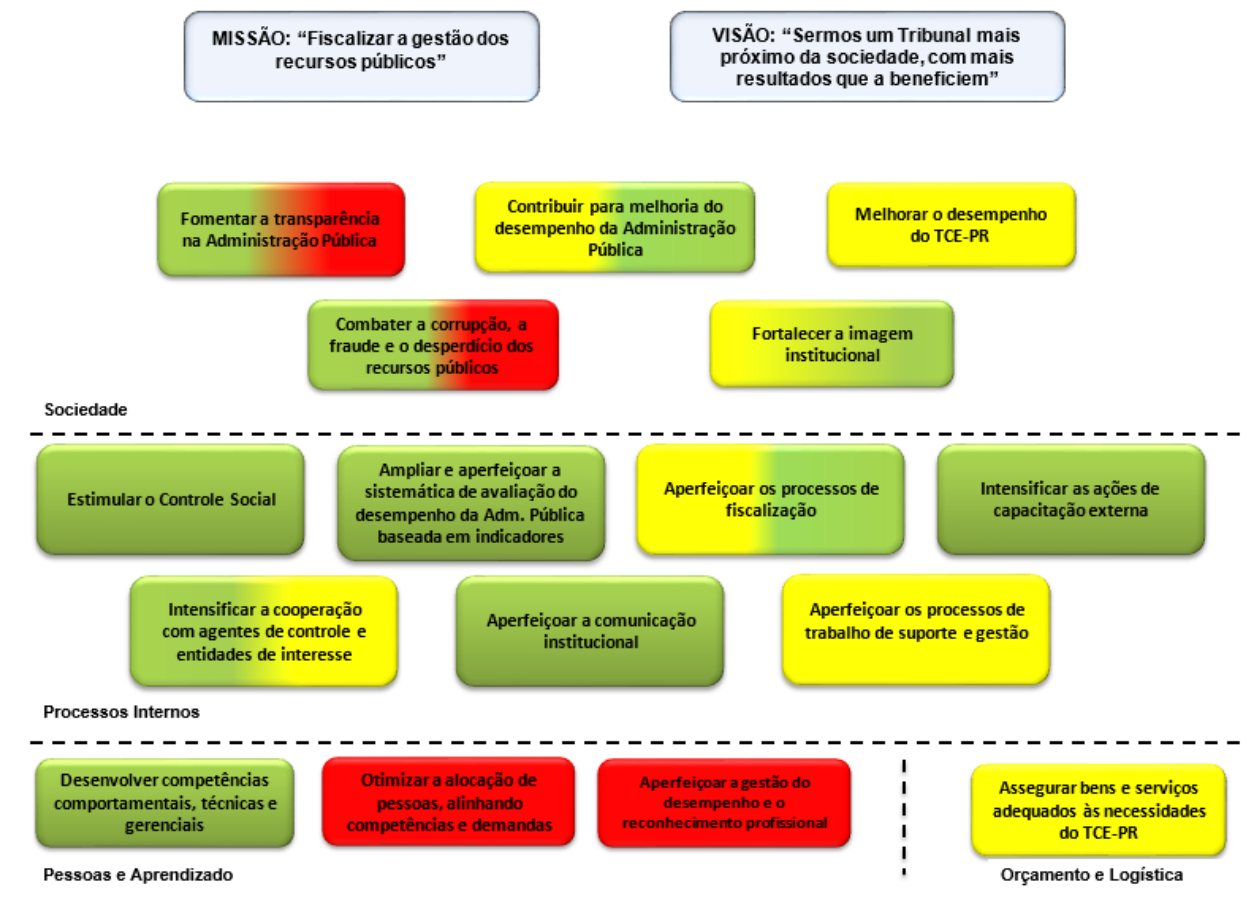 MISSÃO: “Fiscalizar a gestão dos
recursos públicos”
VISÃO: “Sermos um Tribunal mais
próximo da sociedade, com mais
resultados que a beneficiem”
Fomentar a transparência
na Administração Pública
Contribuir para melhoria do
desempenho da Administração
Pública
Melhorar o desempenho
do TCE-PR
Combater a corrupção, a
fraude e o desperdício dos
recursos públicos
Fortalecer a imagem
institucional
Sociedade
Estimular o Controle Social
Ampliar e aperfeiçoar a
sistemática de avaliação do
desempenho da Adm. Pública
baseada em indicadores
Aperfeiçoar os processos de
fiscalização
Intensificar as ações de
capacitação externa
Intensificar a cooperação
com agentes de controle e
entidades de interesse
Aperfeiçoar a comunicação
institucional
Aperfeiçoar os processos de
trabalho de suporte e gestão
Processos Internos
Desenvolver competências
comportamentais, técnicas e
gerenciais
Otimizar a alocação de
pessoas, alinhando
competências e demandas
Aperfeiçoar a gestão do
desempenho e o
reconhecimento profissional
Assegurar bens e serviços
adequados às necessidades
do TCE-PR
Pessoas e Aprendizado
Orçamento e Logística